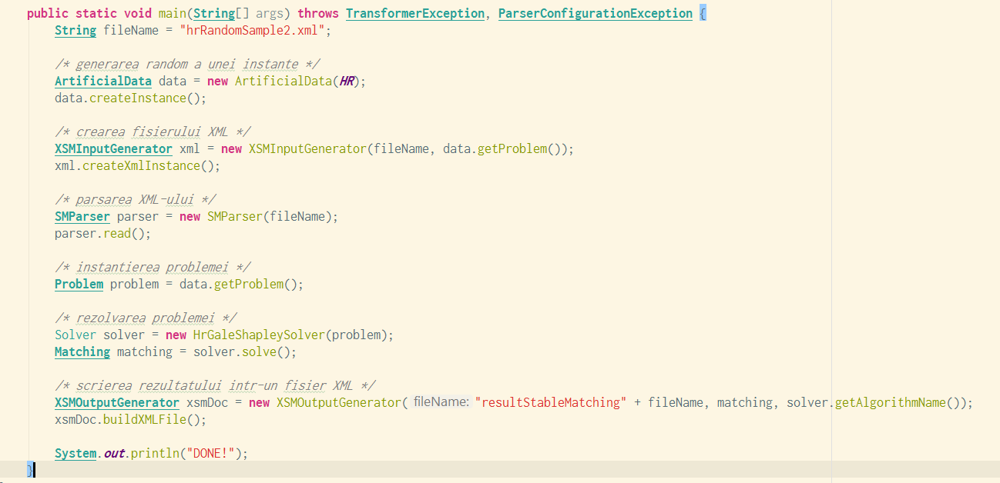 public static void main(String[] args) throws TransformerException, ParserConfigurationException {
String fileName = "hrRandomSample2.xml";
/* generarea random a unei instante */
ArtificialData data = new ArtificialData(HR);
data.createInstance();
/* crearea fisierului XML */
XSMInputGenerator xml = new XSMInputGenerator(fileName, data.getProblem());
xml.createXmlInstance();
/* parsarea XML-ului */
SMParser parser = new SMParser(fileName);
parser.read();
/* instantierea problemei */
Problem problem = data.getProblem();
/* rezolvarea problemei */
Solver solver = new HrGaleShapleySolver(problem);
Matching matching = solver.solve();
/* scrierea rezultatului intr-un fisier XML */
XSMOutputGenerator xsmDoc = new XSMOutputGenerator( fileName: "resultStableMatching" + fileName, matching, solver.getAlgorithmName());
xsmDoc.buildXMLFile();
System.out.println("DONE!");
}